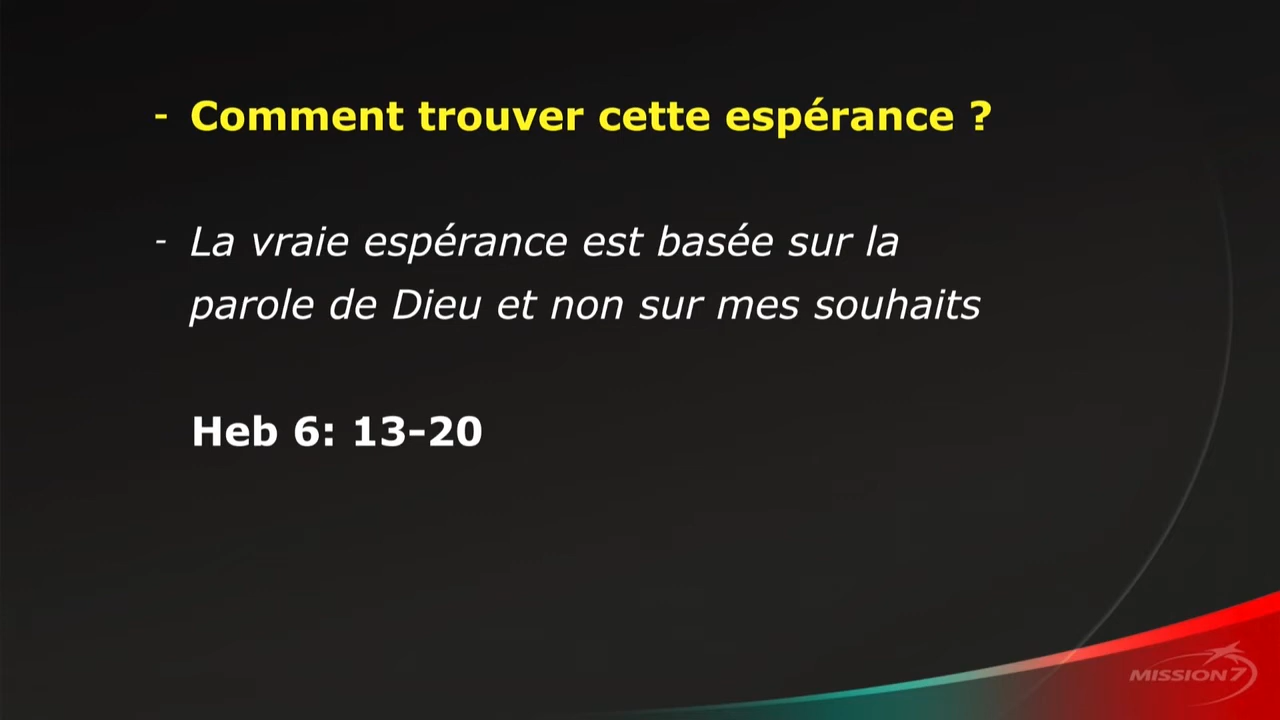 - Comment trouver cette espérance ?
- La vraie espérance est basée sur la
parole de Dieu et non sur mes souhaits
Heb 6: 13-20
MISSION7